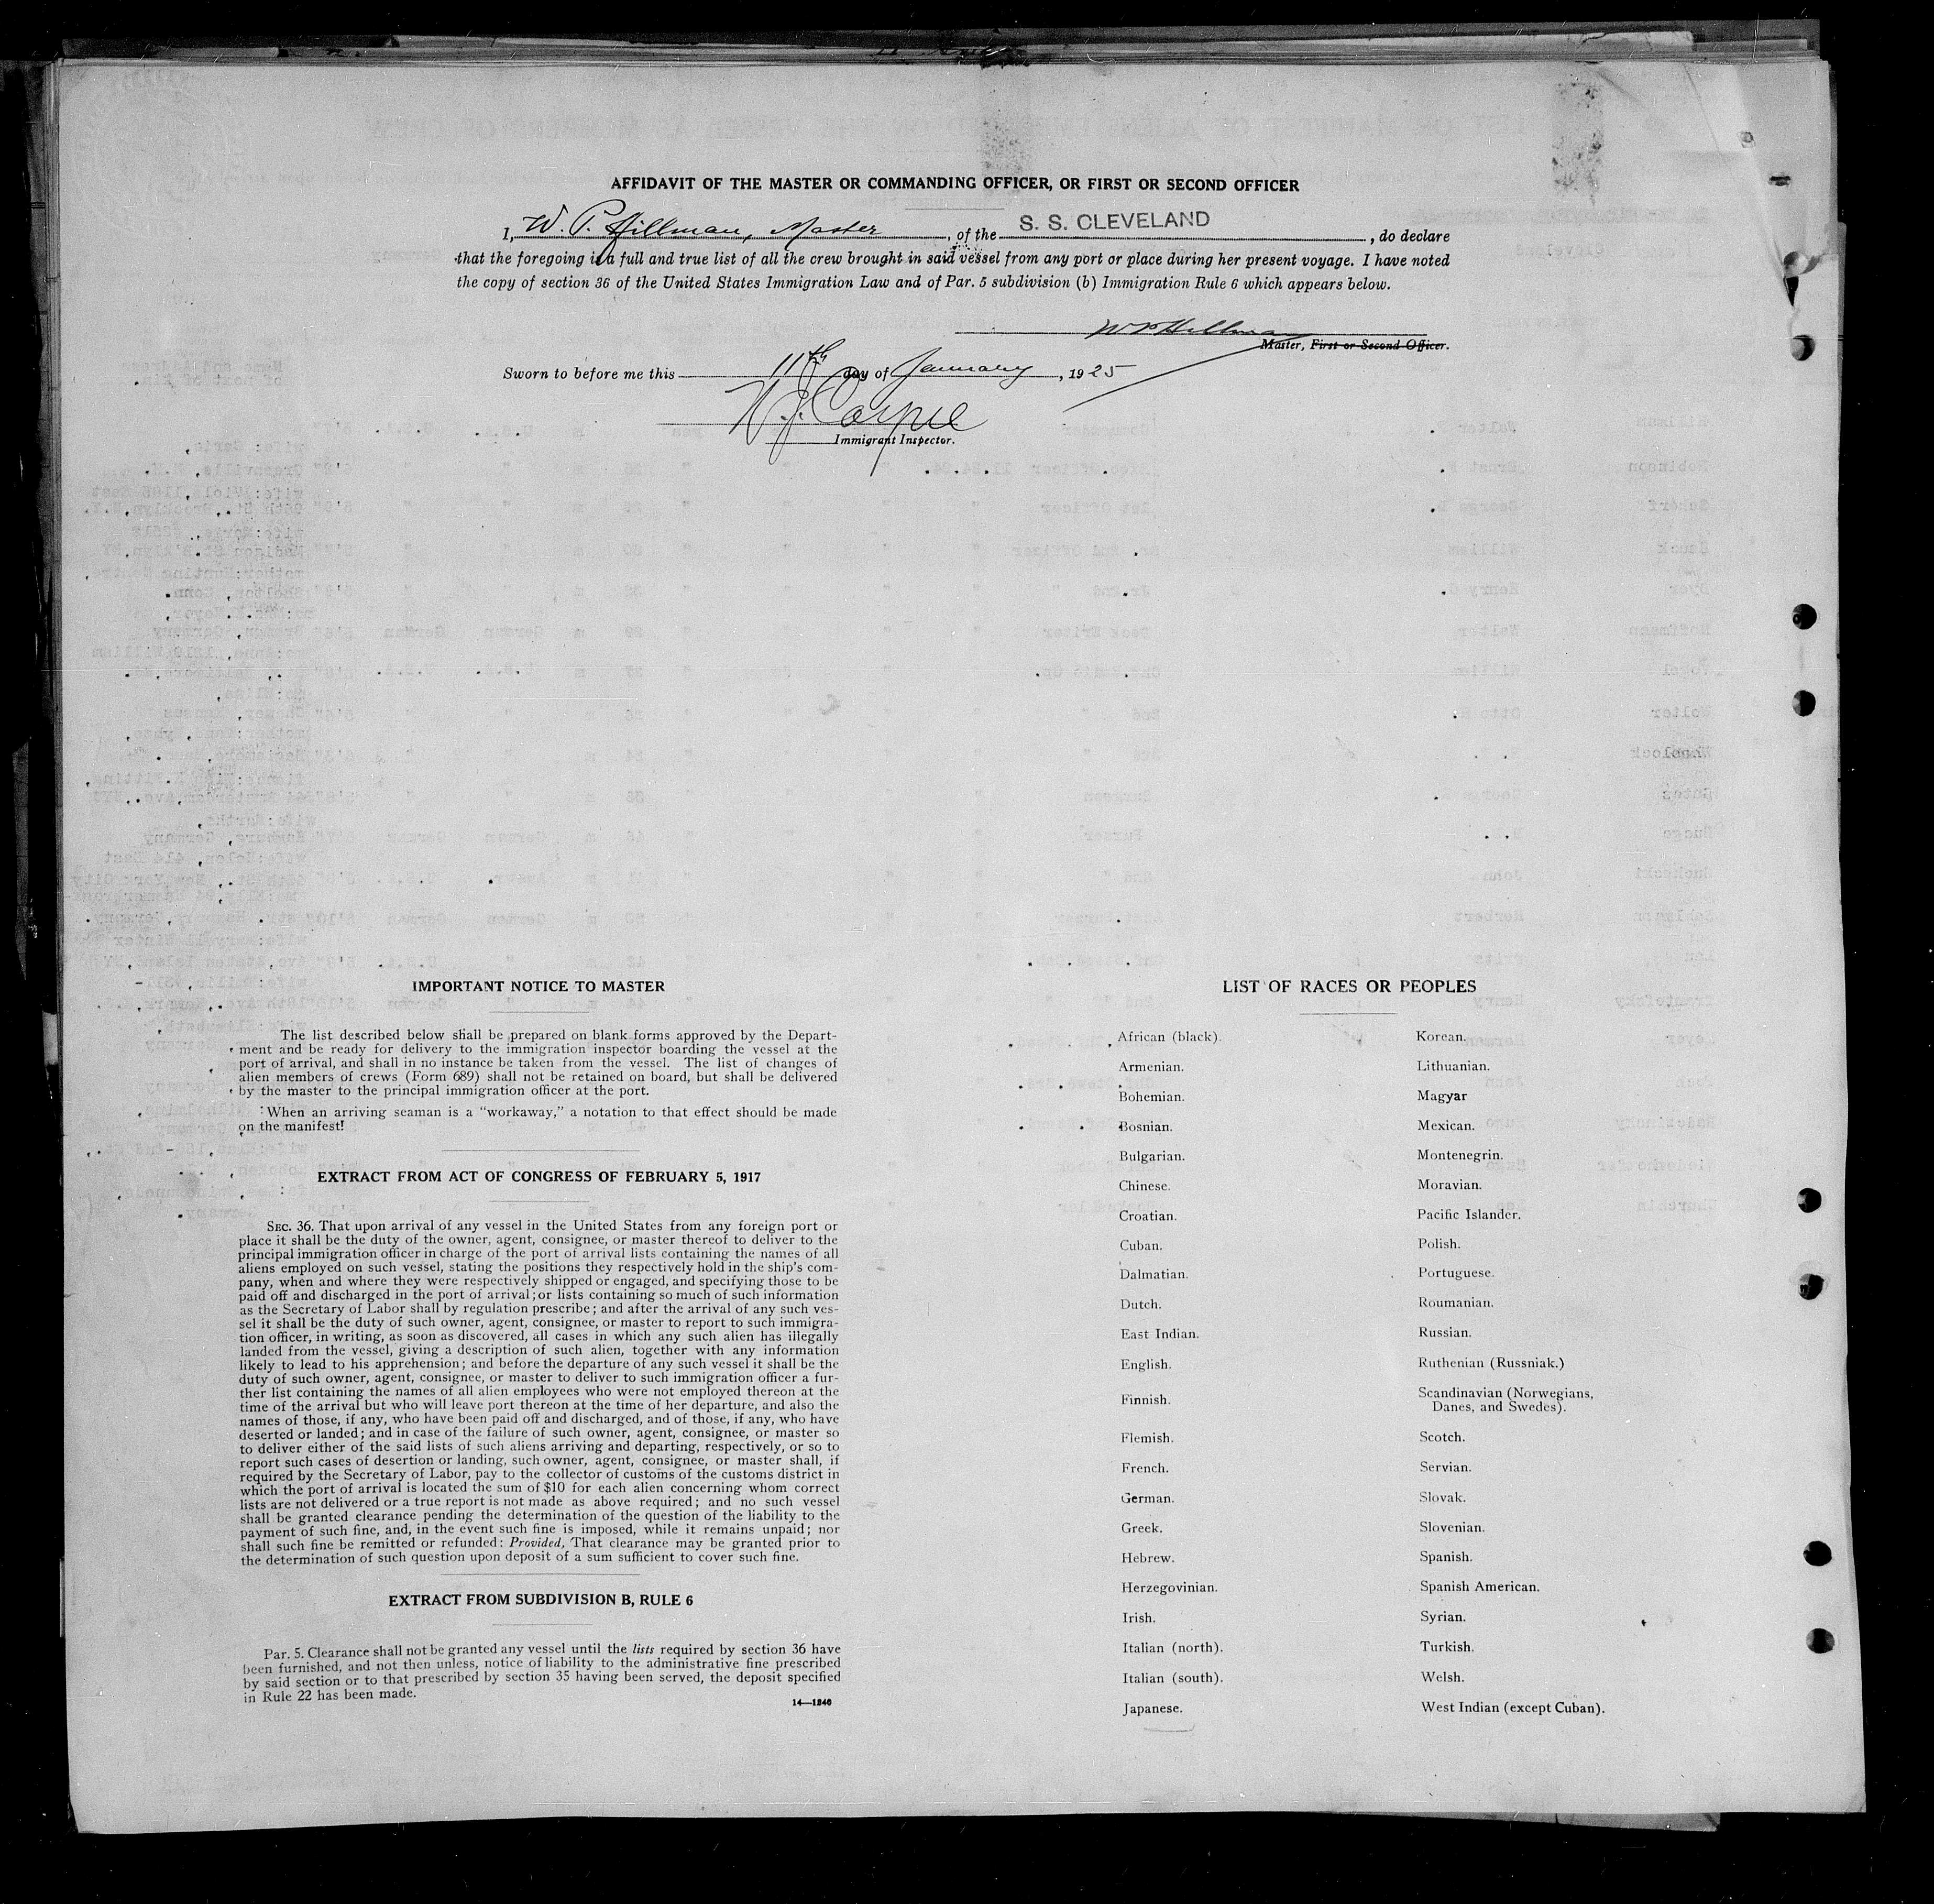 AFFIDAVIT OF THE MASTER OR COMMANDING OFFICER, OR FIRST OR SECOND OFFICER
I, W. P. Hillman, Master, of the S. S. CLEVELAND, do declare
that the foregoing is a full and true list of all the crew brought in said vessel from any port or place during her present voyage. I have noted
the copy of section 36 of the United States Immigration Law and of Par. 5 subdivision (b) Immigration Rule 6 which appears below.
W P Hillman
Master, First or Second Officer.
Sworn to before me this 11th day of January, 1925
Immigrant Inspector.
IMPORTANT NOTICE TO MASTER
The list described below shall be prepared on blank forms approved by the Depart-
ment and be ready for delivery to the immigration inspector boarding the vessel at the
port of arrival, and shall in no instance be taken from the vessel. The list of changes of
alien members of crews (Form 689) shall not be retained on board, but shall be delivered
by the master to the principal immigration officer at the port.
When an arriving seaman is a "workaway," a notation to that effect should be made
on the manifest!
EXTRACT FROM ACT OF CONGRESS OF FEBRUARY 5, 1917
SEC. 36. That upon arrival of any vessel in the United States from any foreign port or
place it shall be the duty of the owner, agent, consignee, or master thereof to deliver to the
principal immigration officer in charge of the port of arrival lists containing the names of all
aliens employed on such vessel, stating the positions they respectively hold in the ship's com-
pany, when and where they were respectively shipped or engaged, and specifying those to be
paid off and discharged in the port of arrival; or lists containing so much of such information
as the Secretary of Labor shall by regulation prescribe; and after the arrival of any such ves-
sel it shall be the duty of such owner, agent, consignee, or master to report to such immigra-
tion officer, in writing, as soon as discovered, all cases in which any such alien has illegally
landed from the vessel, giving a description of such alien, together with any information
likely to lead to his apprehension; and before the departure of any such vessel it shall be the
duty of such owner, agent, consignee, or master to deliver to such immigration officer a fur-
ther list containing the names of all alien employees who were not employed thereon at the
time of the arrival but who will leave port thereon at the time of her departure, and also the
names of those, if any, who have been paid off and discharged, and of those, if any, who have
deserted or landed; and in case of the failure of such owner, agent, consignee, or master so
to deliver either of the said lists of such aliens arriving and departing, respectively, or so to
report such cases of desertion or landing, such owner, agent, consignee, or master shall, if
required by the Secretary of Labor, pay to the collector of customs of the customs district in
which the port of arrival is located the sum of $10 for each alien concerning whom correct
lists are not delivered or a true report is not made as above required; and no such vessel
shall be granted clearance pending the determination of the question of the liability to the
payment of such fine, and, in the event such fine is imposed, while it remains unpaid; nor
shall such fine be remitted or refunded: Provided, That clearance may be granted prior to
the determination of such question upon deposit of a sum sufficient to cover such fine.
EXTRACT FROM SUBDIVISION B, RULE 6
Par. 5. Clearance shall not be granted any vessel until the lists required by section 36 have
been furnished, and not then unless, notice of liability to the administrative fine prescribed
by said section or to that prescribed by section 35 having been served, the deposit specified
in Rule 22 has been made.
14—1246
LIST OF RACES OR PEOPLES
African (black).
Armenian.
Bohemian.
Bosnian.
Bulgarian.
Chinese.
Croatian.
Cuban.
Dalmatian.
Dutch.
East Indian.
English.
Finnish.
Flemish.
French.
German.
Greek.
Hebrew.
Herzegovinian.
Irish.
Italian (north).
Italian (south).
Japanese.
Korean.
Lithuanian.
Magyar
Mexican.
Montenegrin.
Moravian.
Pacific Islander.
Polish.
Portuguese.
Roumanian.
Russian.
Ruthenian (Russniak.)
Scandinavian (Norwegians,
Danes, and Swedes).
Scotch.
Servian.
Slovak.
Slovenian.
Spanish.
Spanish American.
Syrian.
Turkish.
Welsh.
West Indian (except Cuban).